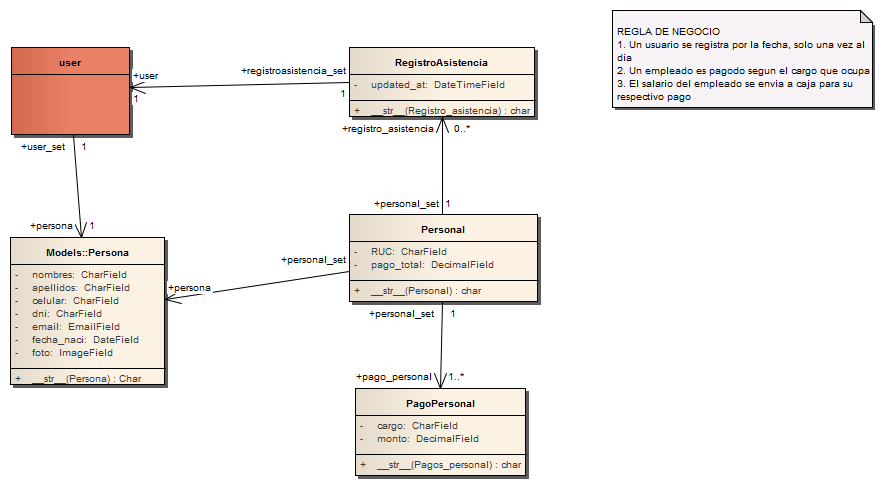 user
+user
1
+registroasistencia_set
1
RegistroAsistencia
- updated_at: DateTimeField
+ __str__(Registro_asistencia) : char
REGLA DE NEGOCIO
1. Un usuario se registra por la fecha, solo una vez al
dia
2. Un empleado es pagodo segun el cargo que ocupa
3. El salario del empleado se envia a caja para su
respectivo pago
+registro_asistencia 0..*
+user_set 1
+personal_set 1
+persona 1
Models::Persona
- nombres: CharField
- apellidos: CharField
- celular: CharField
- dni: CharField
- email: EmailField
- fecha_naci: DateField
- foto: ImageField
+ __str__(Persona) : Char
+personal_set
+persona
Personal
- RUC: CharField
- pago_total: DecimalField
+ __str__(Personal) : char
+personal_set 1
+pago_personal 1..*
PagoPersonal
- cargo: CharField
- monto: DecimalField
+ __str__(Pagos_personal) : char